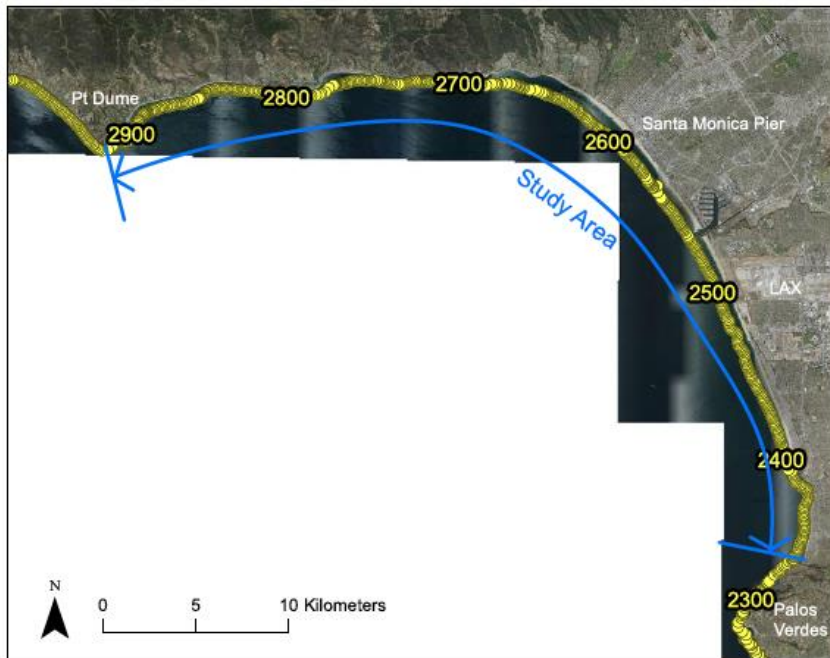 Pt Dume
2900
2800
2700
Santa Monica Pier
2600
Study Area
2500
LAX
2400
2300
Palos
Verdes
N
0 5 10 Kilometers